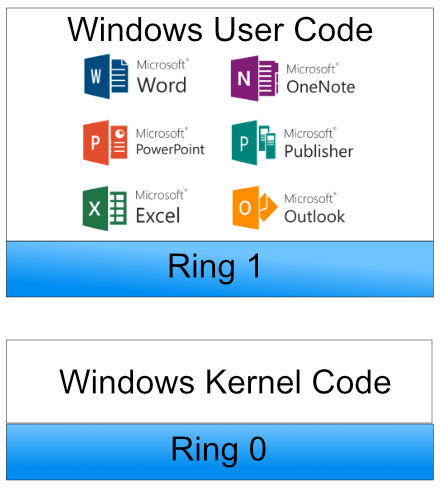 Windows User Code
W Microsoft®
Word
N Microsoft®
OneNote
P Microsoft®
PowerPoint
P Microsoft®
Publisher
X Microsoft®
Excel
O Microsoft®
Outlook
Ring 1
Windows Kernel Code
Ring 0